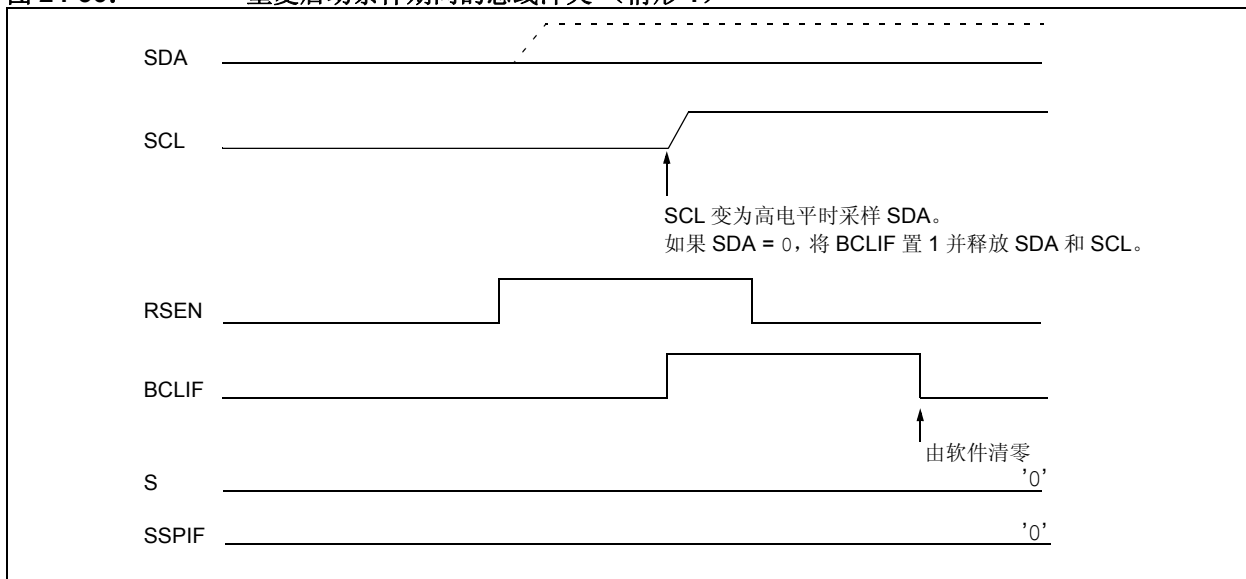 SDA
SCL
SCL 变为高电平时采样 SDA。
如果 SDA = 0，将 BCLIF 置 1 并释放 SDA 和 SCL。
RSEN
BCLIF
由软件清零
S '0'
SSPIF '0'